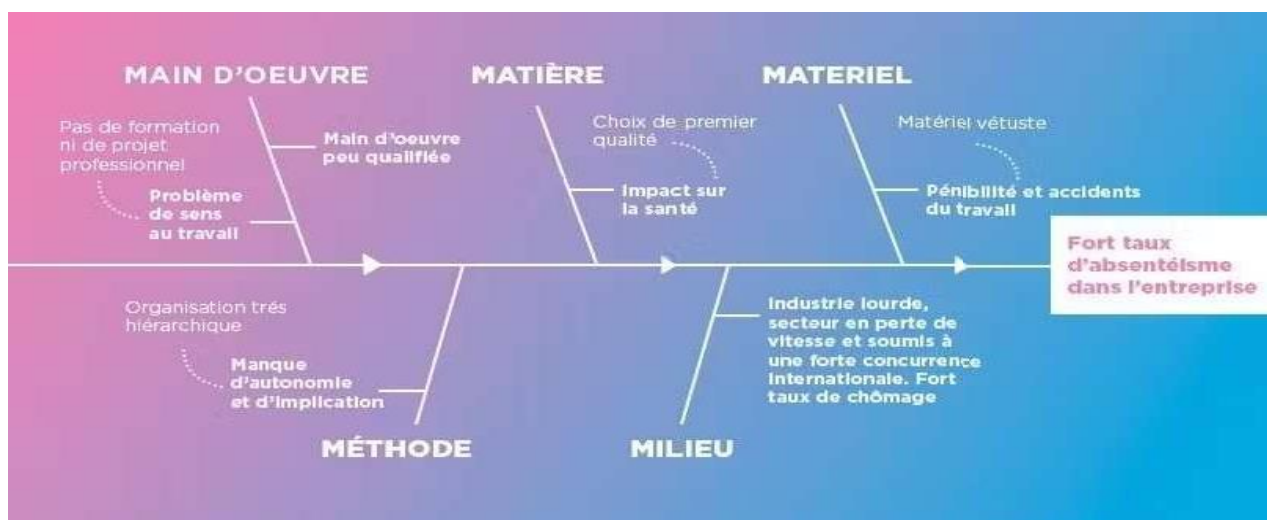 MAIN D'OEUVRE
MATIÈRE
MATERIEL
Pas de formation
ni de projet
professionnel
Main d'oeuvre
peu qualifiée
Problème
de sens
au travail
Choix de premier
qualité
Impact sur
la santé
Matériel vétuste
Pénibilité et accidents
du travail
Fort taux
d'absentéisme
dans l'entreprise
Organisation trés
hiérarchique
Manque
d'autonomie
et d'implication
Industrie lourde,
secteur en perte de
vitesse et soumis à
une forte concurrence
internationale. Fort
taux de chômage
MÉTHODE
MILIEU